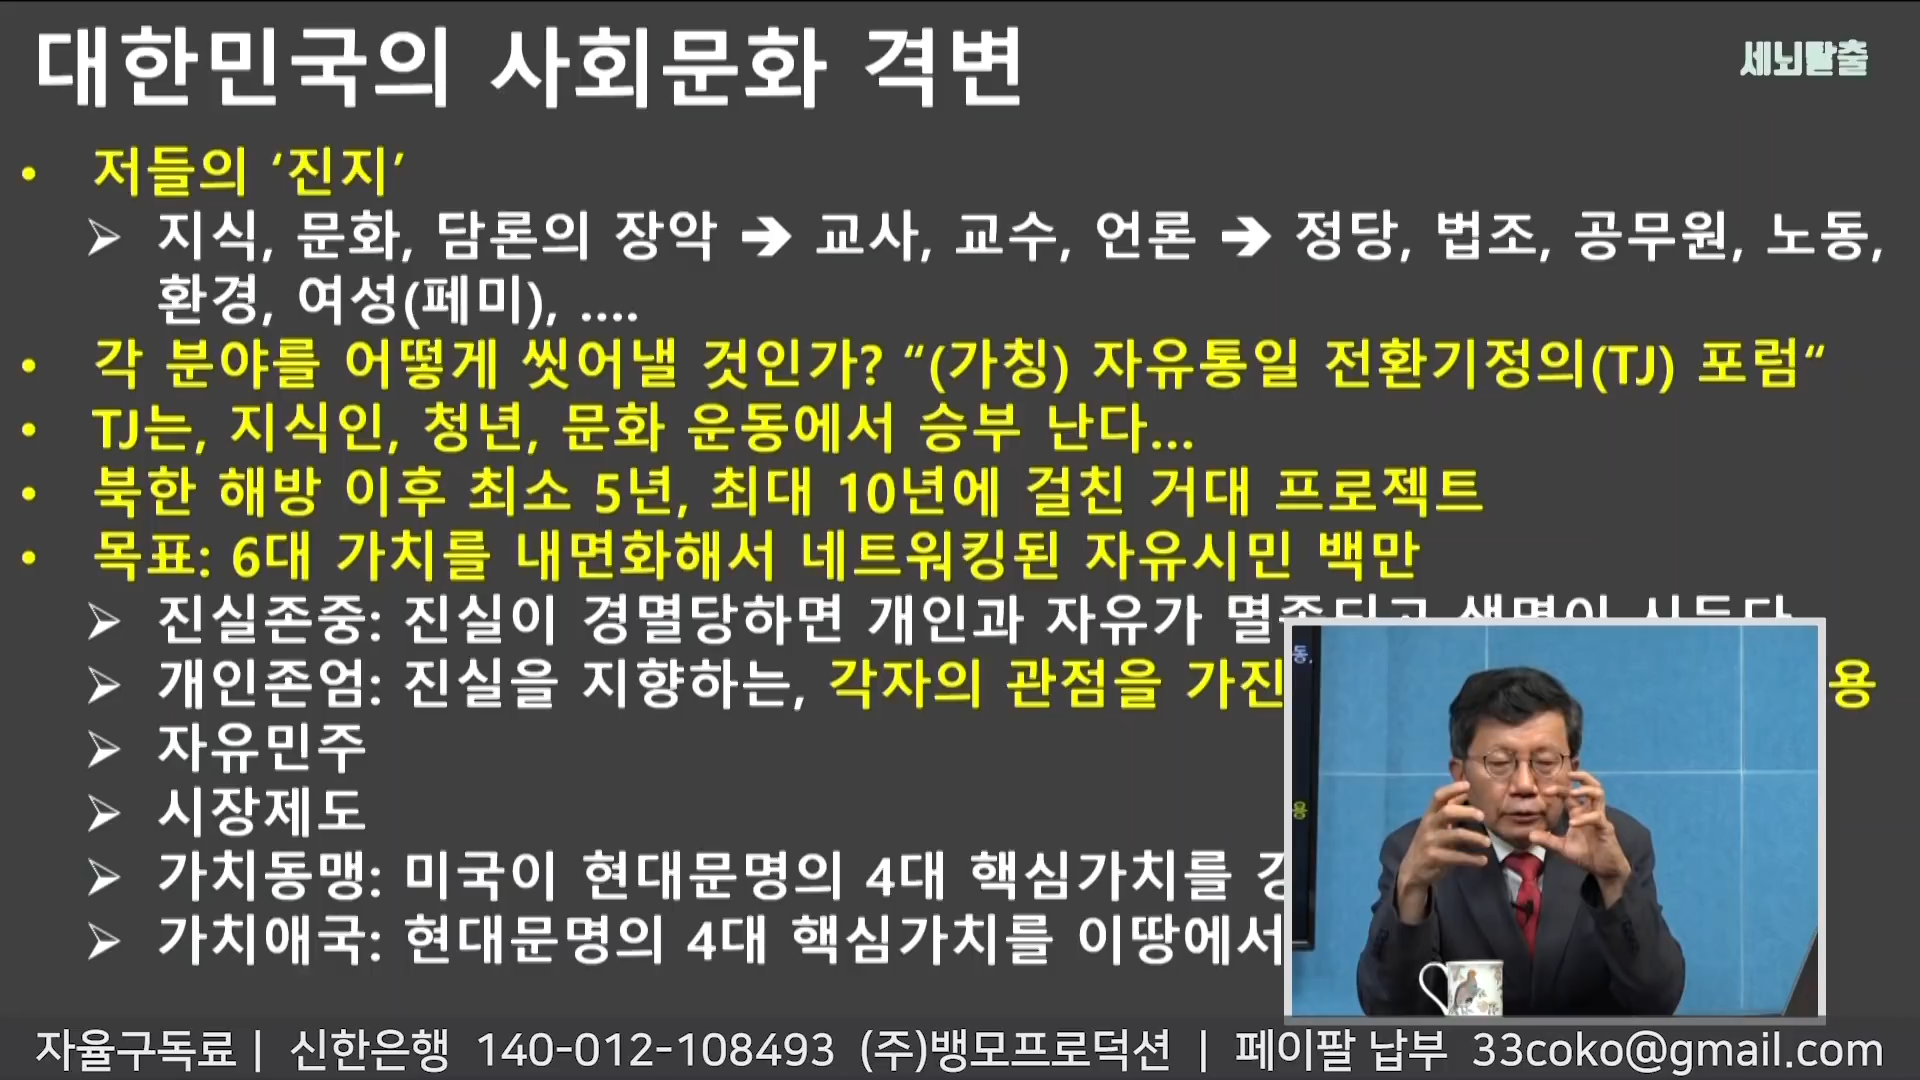 대한민국의 사회문화 격변
세뇌탈출
• 저들의 ‘진지’
➢ 지식, 문화, 담론의 장악 ➔ 교사, 교수, 언론 ➔ 정당, 법조, 공무원, 노동,
환경, 여성(페미), ....
• 각 분야를 어떻게 씻어낼 것인가? “(가칭) 자유통일 전환기정의(TJ) 포럼“
• TJ는, 지식인, 청년, 문화 운동에서 승부 난다...
• 북한 해방 이후 최소 5년, 최대 10년에 걸친 거대 프로젝트
• 목표: 6대 가치를 내면화해서 네트워킹된 자유시민 백만
➢ 진실존중: 진실이 경멸당하면 개인과 자유가
➢ 개인존엄: 진실을 지향하는, 각자의 관점을 가진 용
➢ 자유민주
➢ 시장제도
➢ 가치동맹: 미국이 현대문명의 4대 핵심가치를
➢ 가치애국: 현대문명의 4대 핵심가치를 이땅에서
동,
용
자율구독료 | 신한은행 140-012-108493 (주)뱅모프로덕션 | 페이팔 납부 33coko@gmail.com